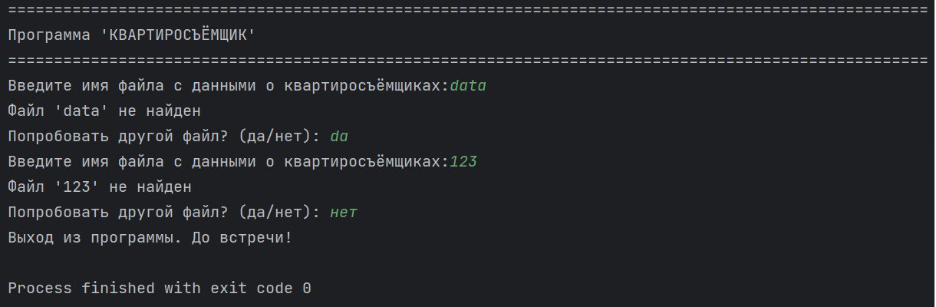 ====================================================================================================
Программа 'КВАРТИРОСЪЁМЩИК'
====================================================================================================
Введите имя файла с данными о квартиросъёмщиках:data
Файл 'data' не найден
Попробовать другой файл? (да/нет): da
Введите имя файла с данными о квартиросъёмщиках:123
Файл '123' не найден
Попробовать другой файл? (да/нет): нет
Выход из программы. До встречи!
Process finished with exit code 0